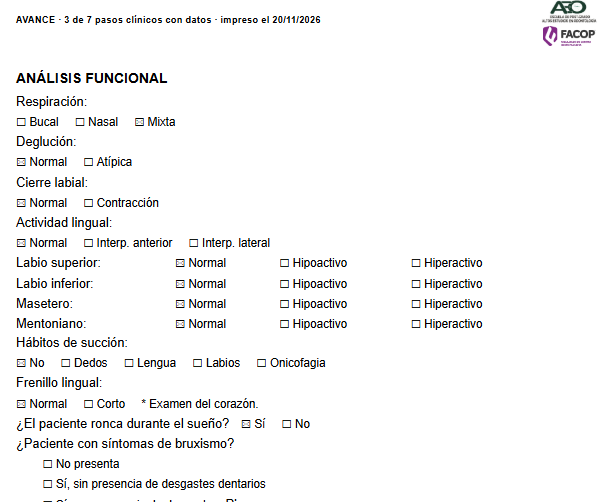 AVANCE · 3 de 7 pasos clínicos con datos · impreso el 20/11/2026
AEO
FACOP
ANÁLISIS FUNCIONAL
Respiración:
☐ Bucal ☐ Nasal ☒ Mixta
Deglución:
☒ Normal ☐ Atípica
Cierre labial:
☒ Normal ☐ Contracción
Actividad lingual:
☒ Normal ☐ Interp. anterior ☐ Interp. lateral
Labio superior: ☒ Normal ☐ Hipoactivo ☐ Hiperactivo
Labio inferior: ☒ Normal ☐ Hipoactivo ☐ Hiperactivo
Masetero: ☒ Normal ☐ Hipoactivo ☐ Hiperactivo
Mentoniano: ☒ Normal ☐ Hipoactivo ☐ Hiperactivo
Hábitos de succión:
☒ No ☐ Dedos ☐ Lengua ☐ Labios ☐ Onicofagia
Frenillo lingual:
☒ Normal ☐ Corto * Examen del corazón.
¿El paciente ronca durante el sueño? ☒ Sí ☐ No
¿Paciente con síntomas de bruxismo?
☐ No presenta
☐ Sí, sin presencia de desgastes dentarios